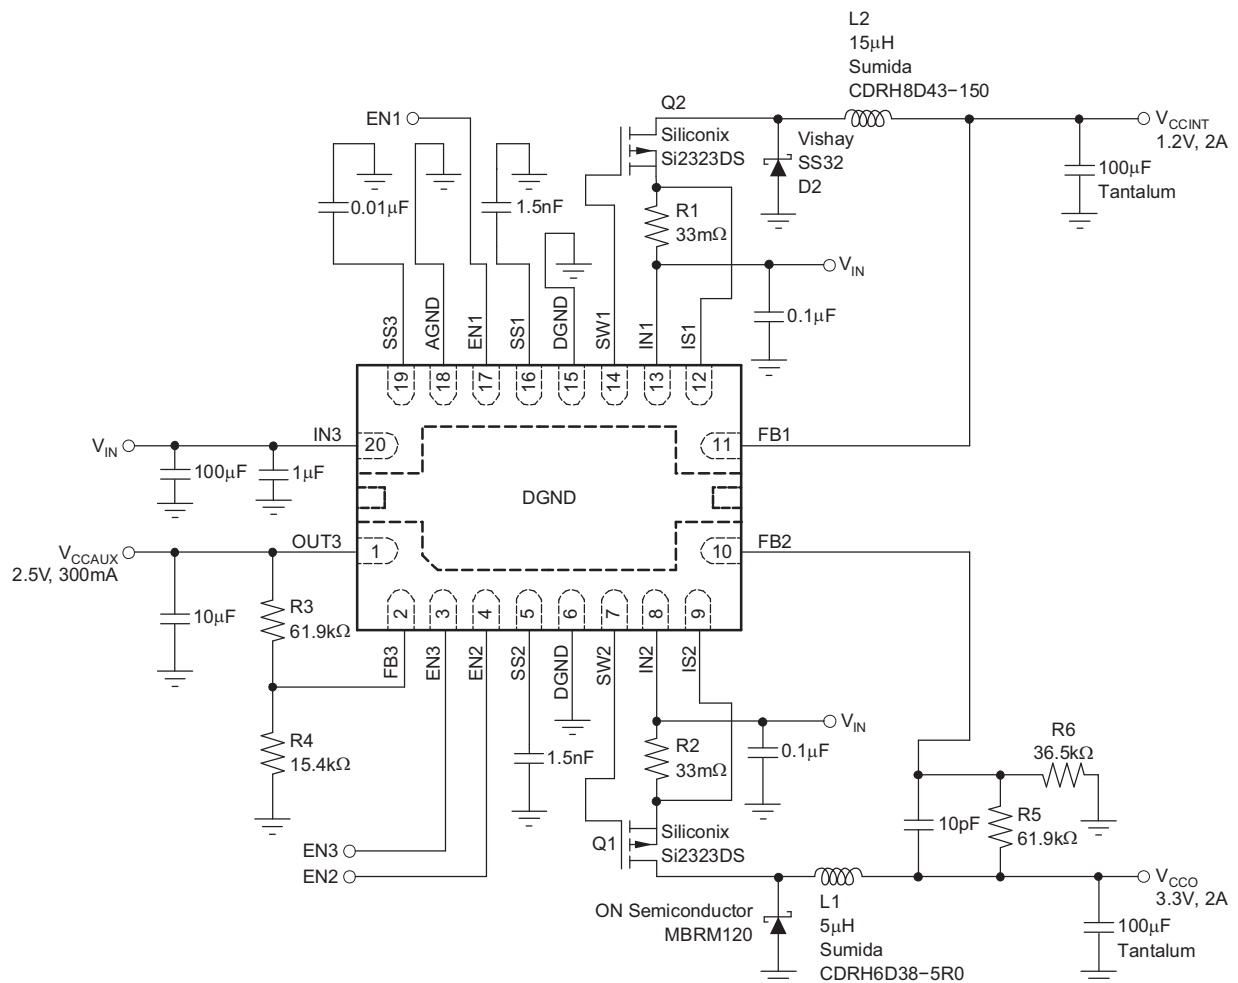 L2
15μH
Sumida
CDRH8D43−150
Q2
EN1
Siliconix
Si2323DS
Vishay
SS32
D2
VCCINT
1.2V, 2A
100μF
Tantalum
0.01μF
1.5nF
R1
33mΩ
VIN
0.1μF
SS3
AGND
EN1
SS1
DGND
SW1
IN1
IS1
19
18
17
16
15
14
13
12
VIN
IN3
20
11
FB1
100μF
1μF
DGND
VCCAUX
2.5V, 300mA
OUT3
1
10
FB2
10μF
R3
61.9kΩ
2
3
4
5
6
7
8
9
FB3
EN3
EN2
SS2
DGND
SW2
IN2
IS2
VIN
R4
15.4kΩ
1.5nF
R2
33mΩ
0.1μF
R6
36.5kΩ
10pF
R5
61.9kΩ
Q1
Siliconix
Si2323DS
EN3
EN2
VCCO
3.3V, 2A
ON Semiconductor
MBRM120
L1
5μH
Sumida
CDRH6D38−5R0
100μF
Tantalum